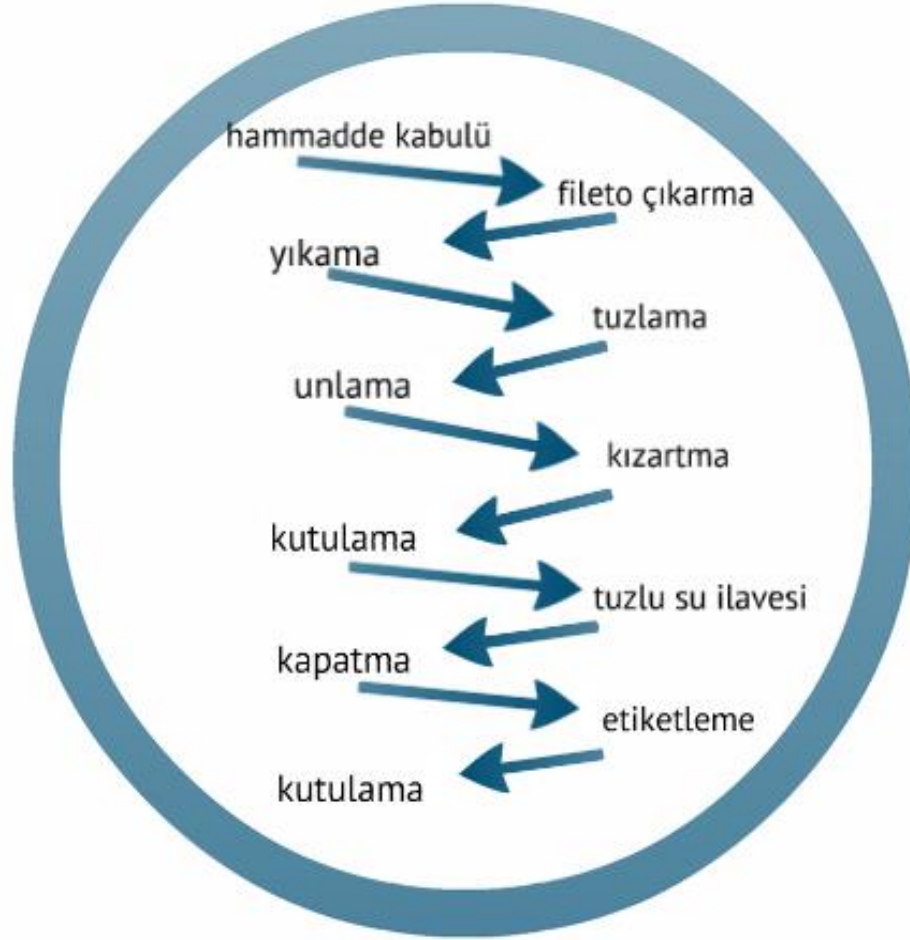 hammadde kabulü
fileto çıkarma
yıkama
tuzlama
unlama
kızartma
kutulama
tuzlu su ilavesi
kapatma
etiketleme
kutulama